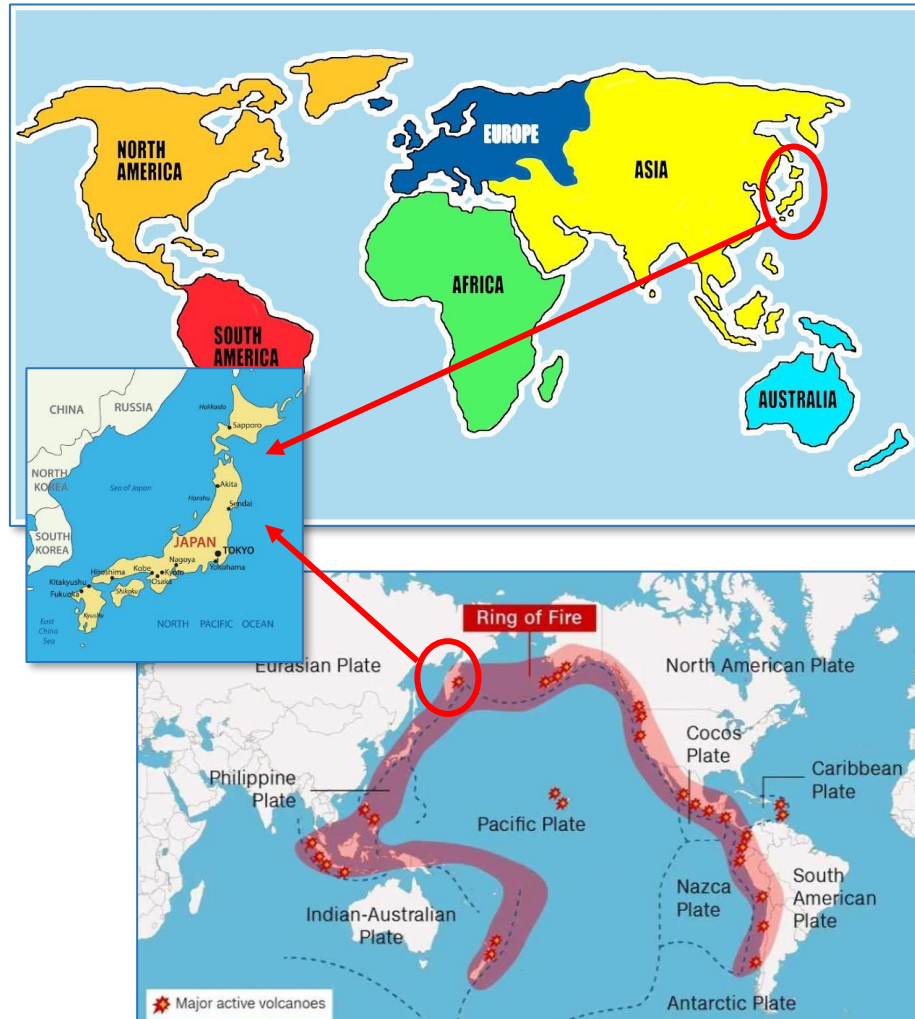 NORTH
AMERICA
EUROPE
ASIA
AFRICA
SOUTH
AMERICA
AUSTRALIA
CHINA
RUSSIA
Hokkaido
Sapporo
NORTH
KOREA
Sea of Japan
Akita
Honshu
Sendai
SOUTH
KOREA
JAPAN
TOKYO
Nagoya
Yokohama
Kobe
Kyoto
Hiroshima
Osaka
Kitakyushu
Fukuoka
Shikoku
Kyushu
East
China
Sea
NORTH PACIFIC OCEAN
Ring of Fire
Eurasian Plate
North American Plate
Cocos
Plate
Philippine
Plate
Caribbean
Plate
Pacific Plate
Nazca
Plate
South
American
Plate
Indian-Australian
Plate
Antarctic Plate
Major active volcanoes